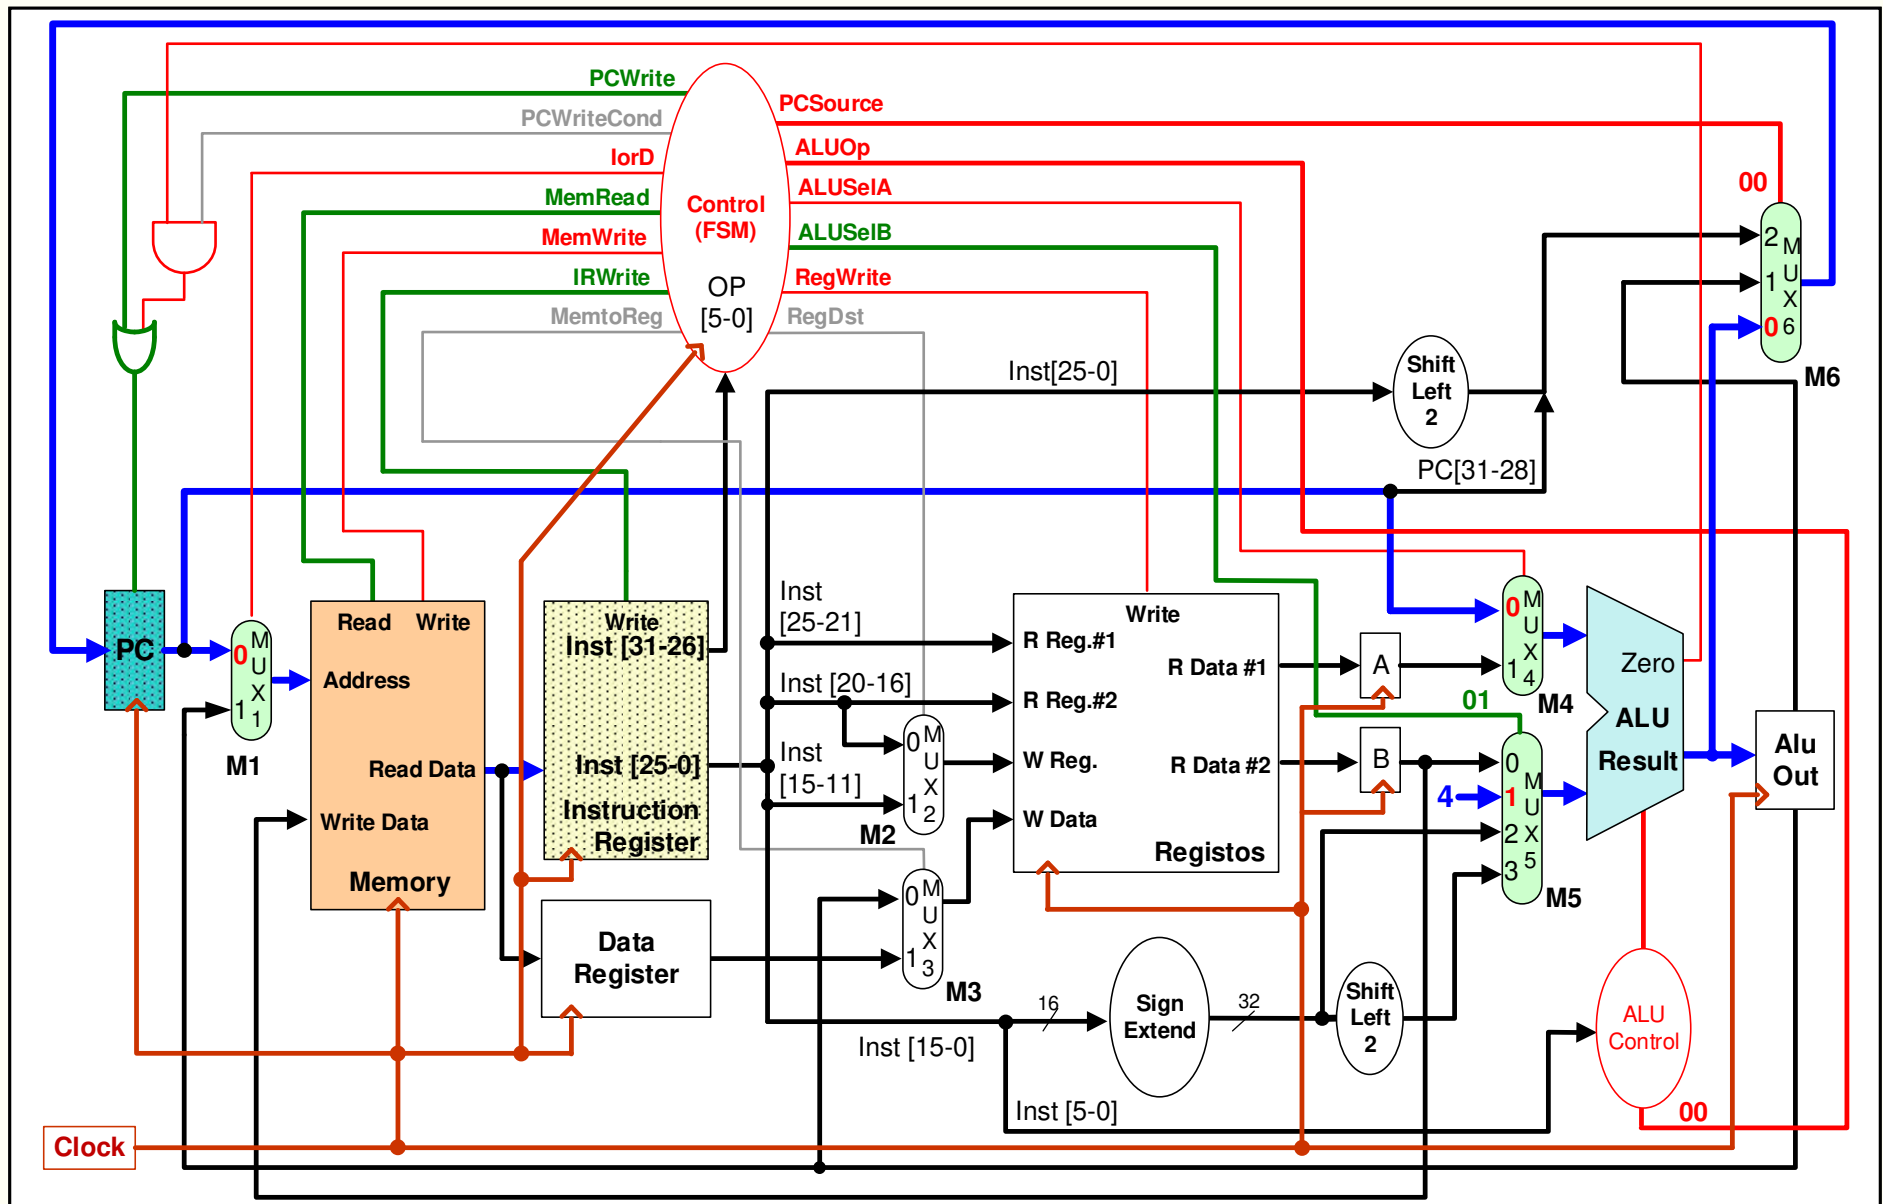 PCWrite
PCWriteCond
IorD
MemRead
MemWrite
IRWrite
MemtoReg
Control
(FSM)
OP
[5-0]
PCSource
ALUOp
ALUSelA
ALUSelB
RegWrite
RegDst
00
2
1
0
M
U
X
6
M6
Inst[25-0]
Shift
Left
2
PC[31-28]
PC
0
1
M
U
X
1
M1
Read
Write
Address
Read Data
Write Data
Memory
Write
Inst [31-26]
Inst [25-0]
Instruction
Register
Data
Register
Inst
[25-21]
Inst [20-16]
Inst
[15-11]
0
1
M
U
X
2
M2
0
1
M
U
X
3
M3
Write
R Reg.#1
R Reg.#2
W Reg.
W Data
R Data #1
R Data #2
Registos
A
B
0
1
M
U
X
4
M4
01
4
0
1
2
3
M
U
X
5
M5
Zero
ALU
Result
Alu
Out
Inst [15-0]
16
Sign
Extend
32
Shift
Left
2
Inst [5-0]
ALU
Control
00
Clock